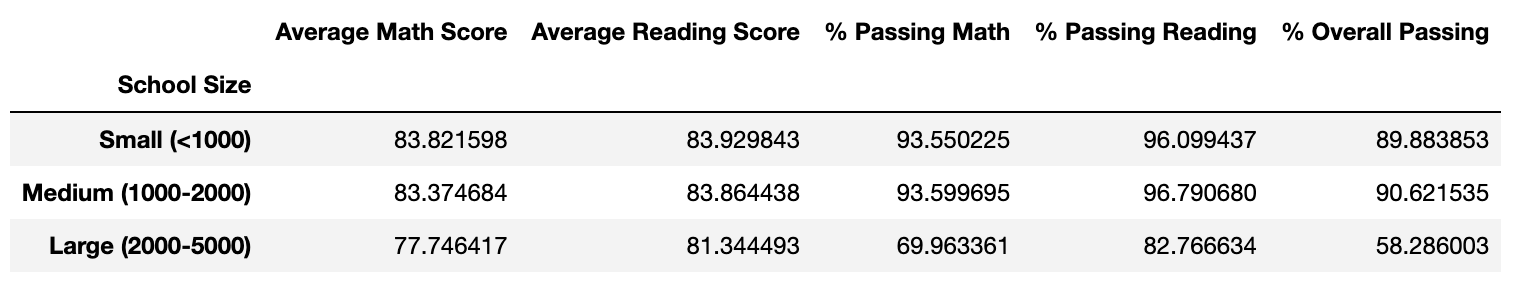 Average Math Score Average Reading Score % Passing Math % Passing Reading % Overall Passing
School Size
Small (<1000) 83.821598 83.929843 93.550225 96.099437 89.883853
Medium (1000-2000) 83.374684 83.864438 93.599695 96.790680 90.621535
Large (2000-5000) 77.746417 81.344493 69.963361 82.766634 58.286003